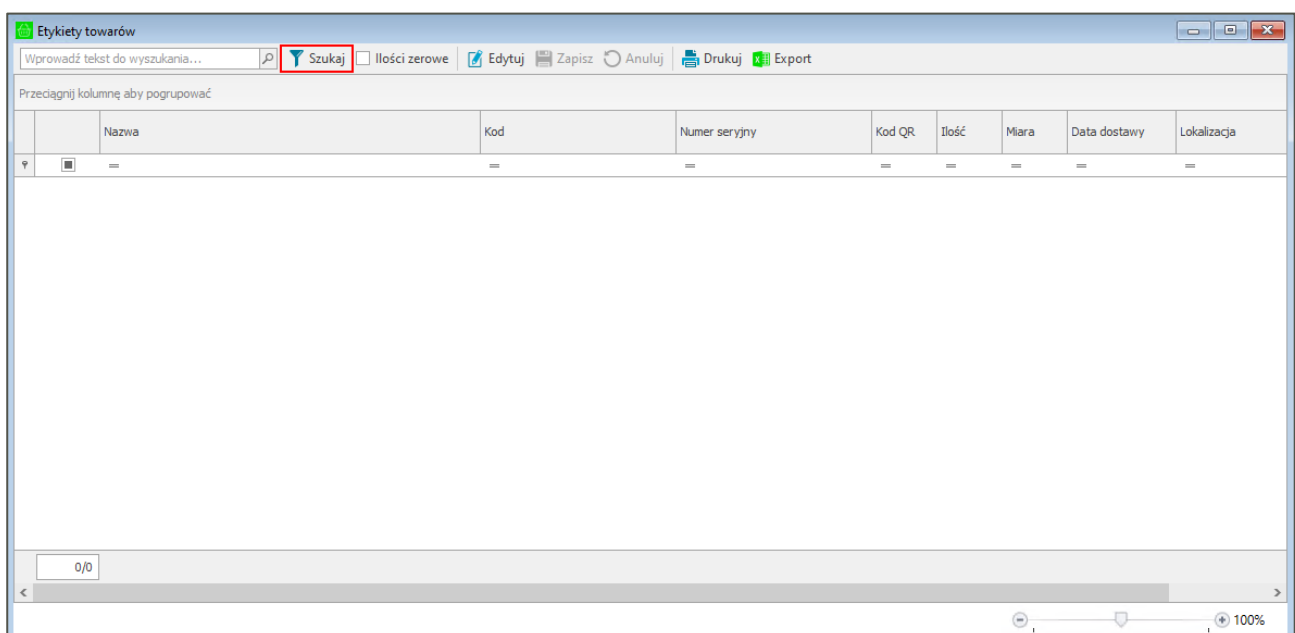 Etykiety towarów
Wprowadź tekst do wyszukania... Szukaj Ilości zerowe Edytuj Zapisz Anuluj Drukuj Export
Przeciągnij kolumnę aby pogrupować
Nazwa Kod Numer seryjny Kod QR Ilość Miara Data dostawy Lokalizacja
= = = = = = = =
0/0
100%